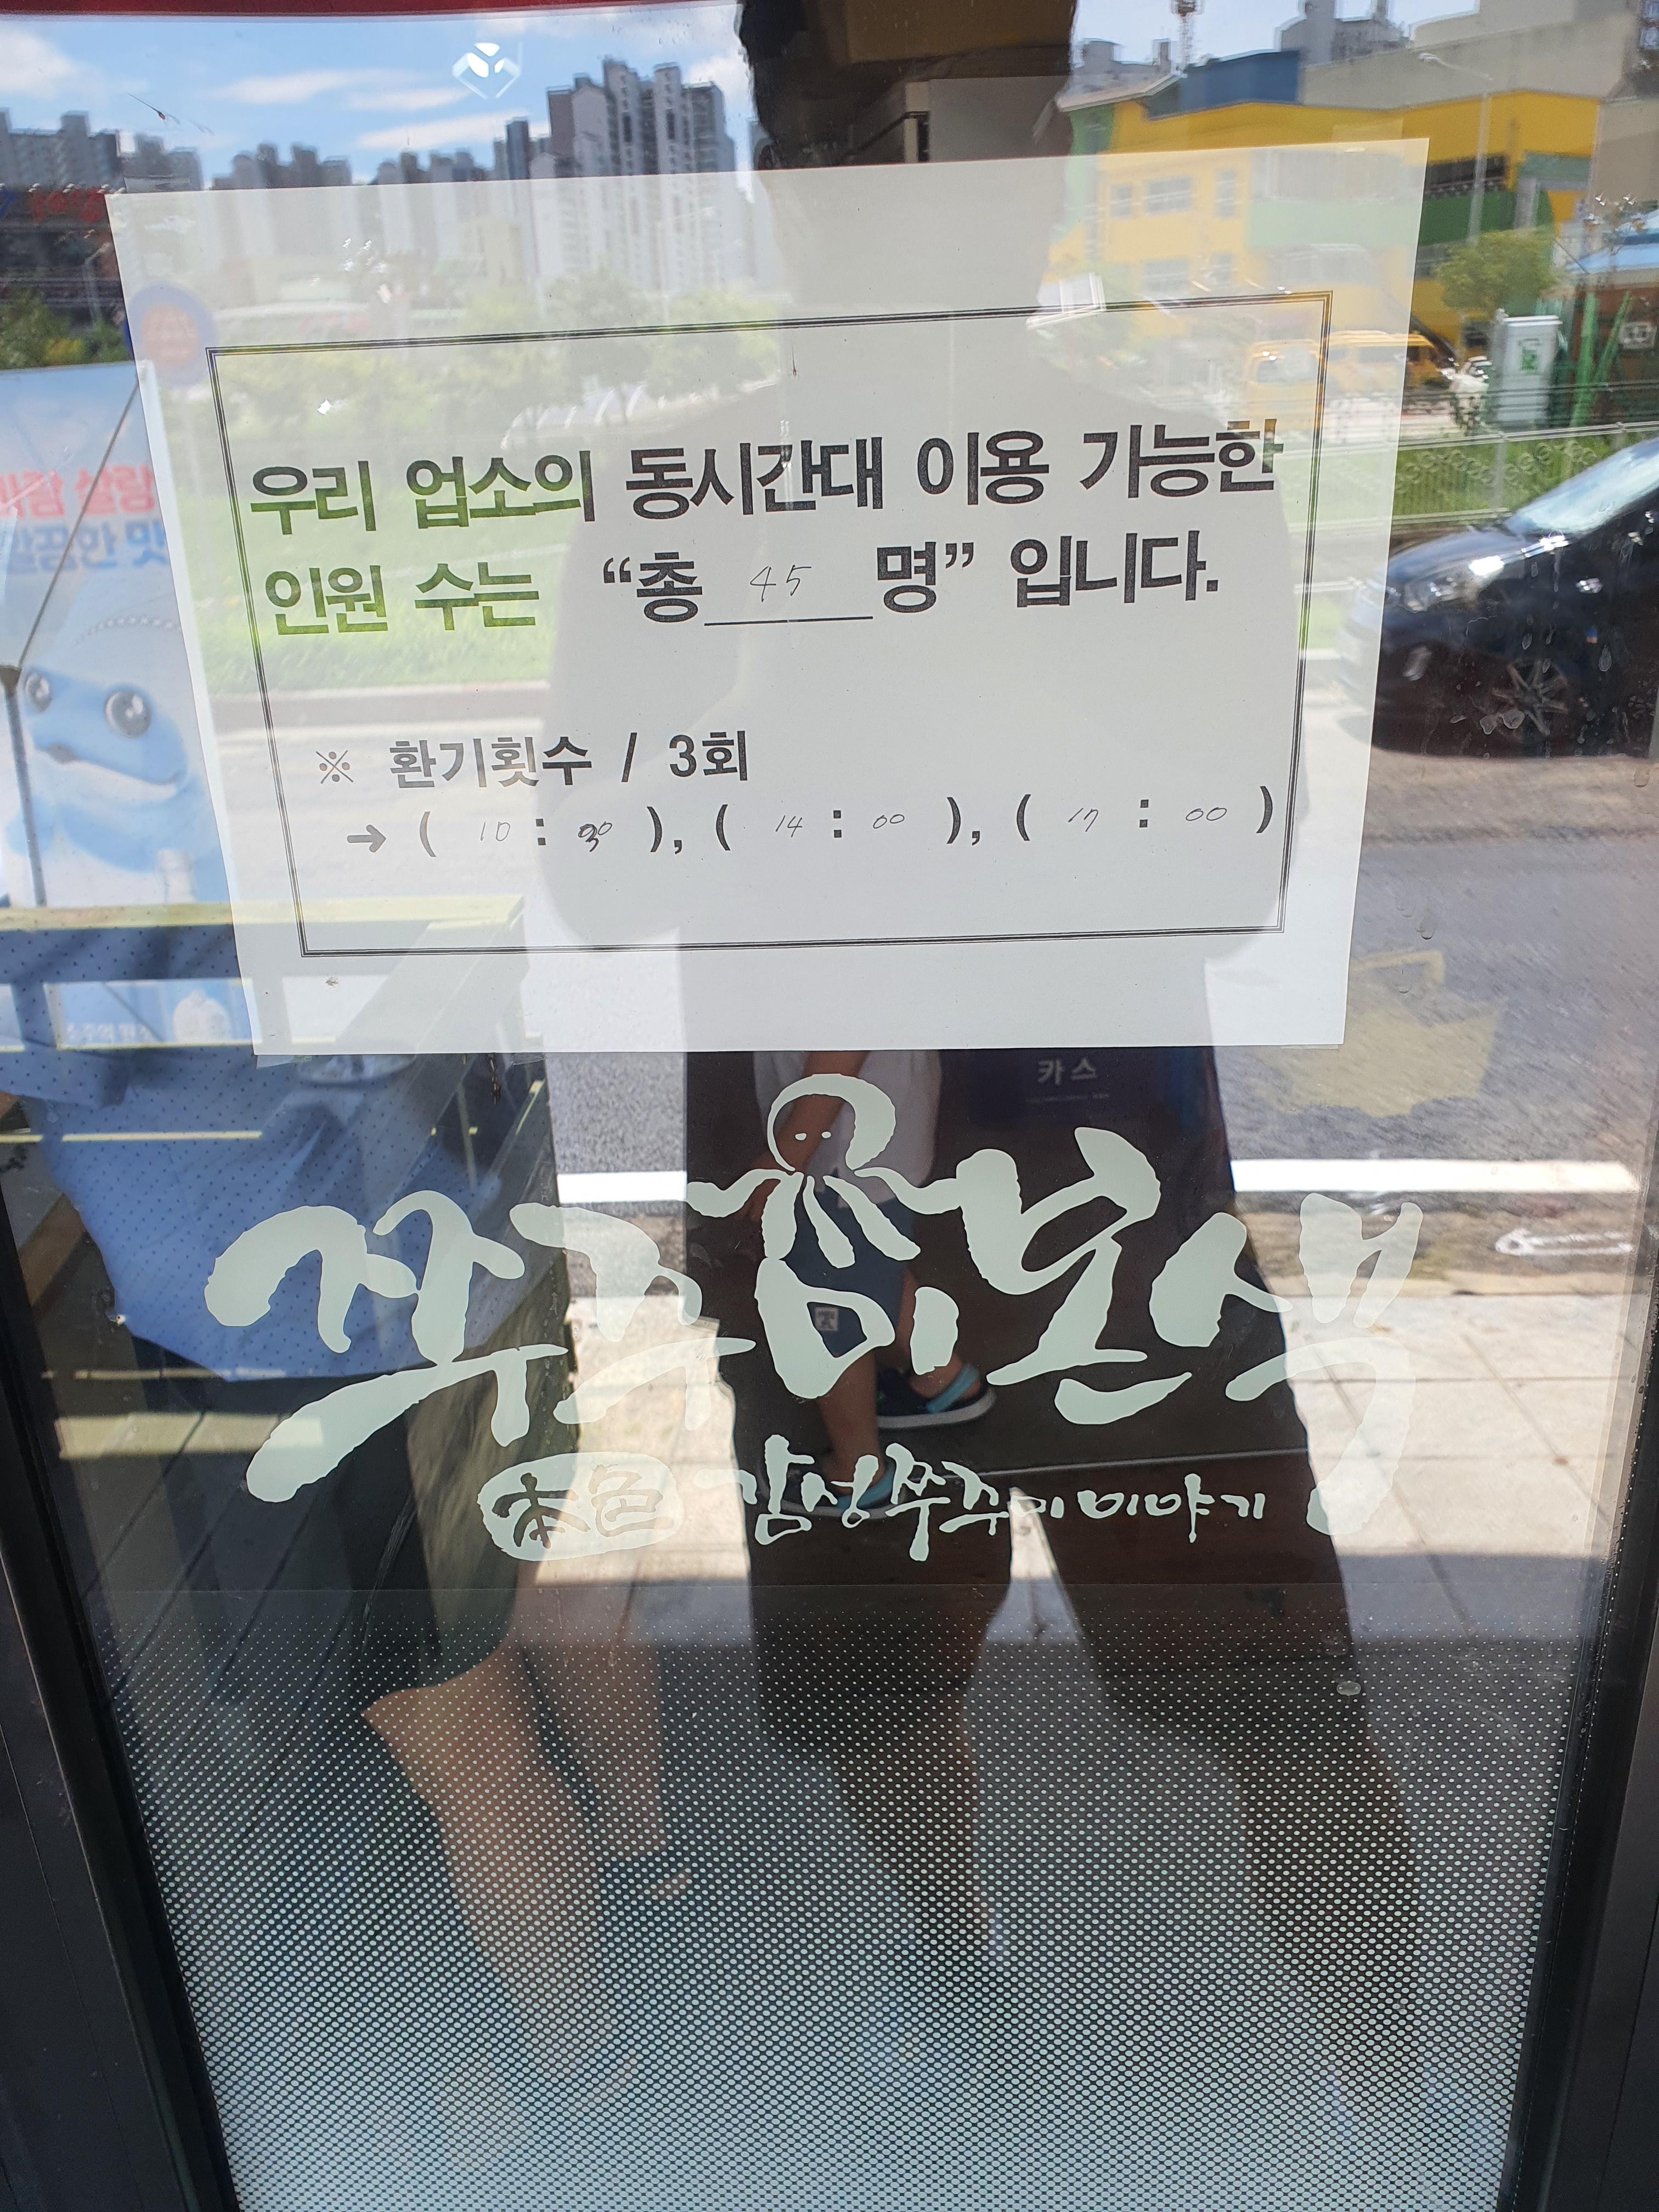 우리 업소의 동시간대 이용 가능한
인원 수는 “총 45 명” 입니다.
※ 환기횟수 / 3회
→ ( 10 : 30 ), ( 14 : 00 ), ( 17 : 00 )
카스
쭈꾸미본색
本色 감성쭈꾸미이야기